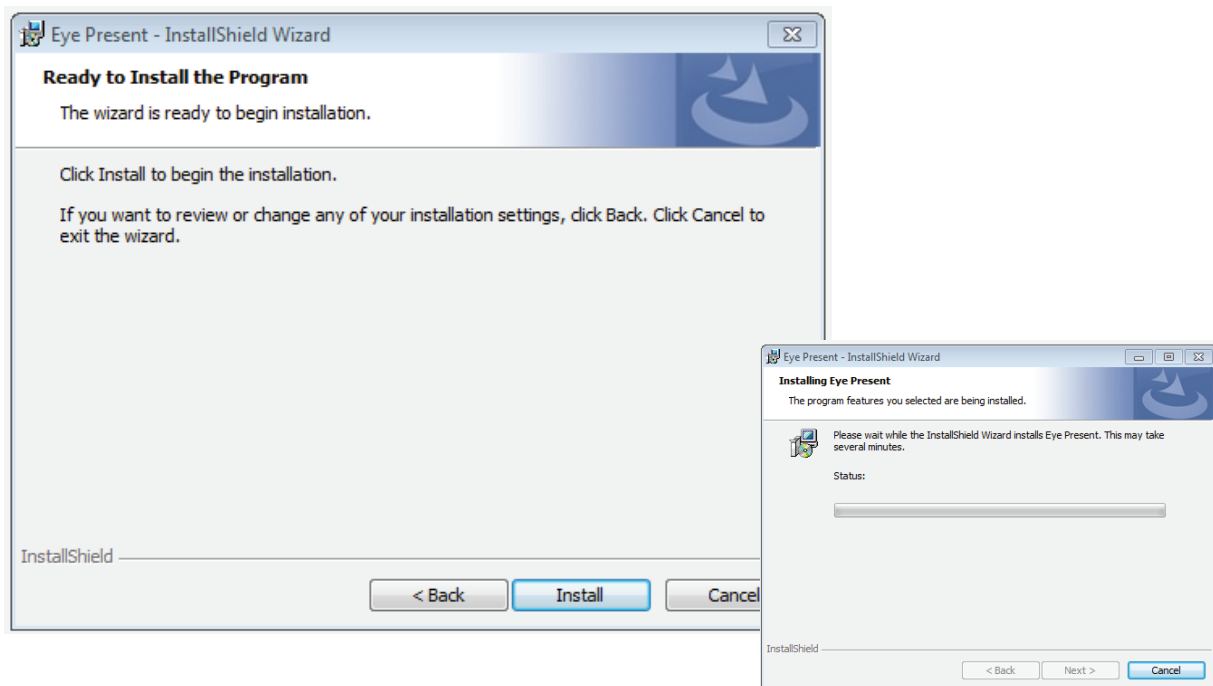 Eye Present - InstallShield Wizard
Ready to Install the Program
The wizard is ready to begin installation.
Click Install to begin the installation.
If you want to review or change any of your installation settings, click Back. Click Cancel to
exit the wizard.
InstallShield
< Back Install Cancel
Eye Present - InstallShield Wizard
Installing Eye Present
The program features you selected are being installed.
Please wait while the InstallShield Wizard installs Eye Present. This may take
several minutes.
Status:
InstallShield
< Back Next > Cancel